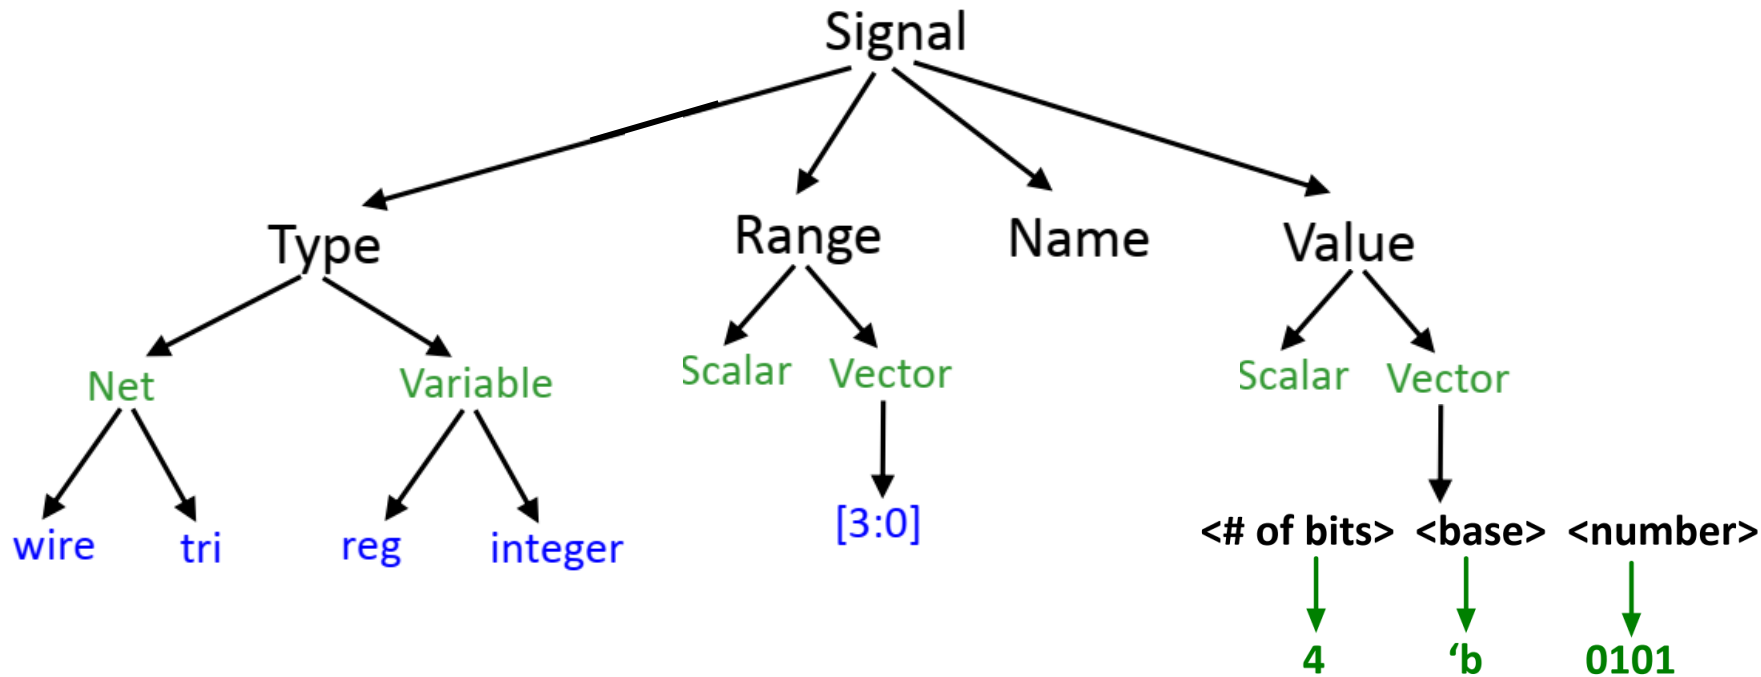 Signal
Type Range Name Value
Net Variable Scalar Vector Scalar Vector
wire tri reg integer [3:0] <# of bits> <base> <number>
4 ‘b 0101